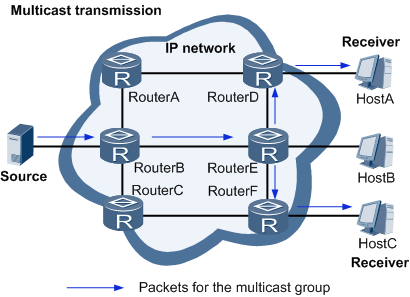 Multicast transmission
IP network
Receiver
R
R
RouterA
RouterD
HostA
R
R
Source
RouterB
RouterE
HostB
RouterC
RouterF
R
R
HostC
Receiver
Packets for the multicast group